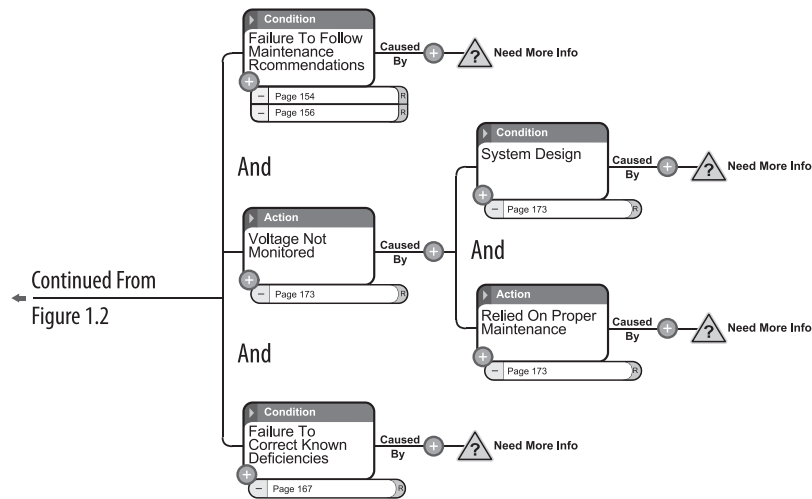 Condition
Failure To Follow
Maintenance
Rcommendations
Caused
By
?
Need More Info
Page 154
R
Page 156
R
And
Condition
System Design
Caused
By
?
Need More Info
Page 173
R
Action
Voltage Not
Monitored
Caused
By
Page 173
R
And
Continued From
Figure 1.2
Action
Relied On Proper
Maintenance
Caused
By
?
Need More Info
Page 173
R
And
Condition
Failure To
Correct Known
Deficiencies
Caused
By
?
Need More Info
Page 167
R